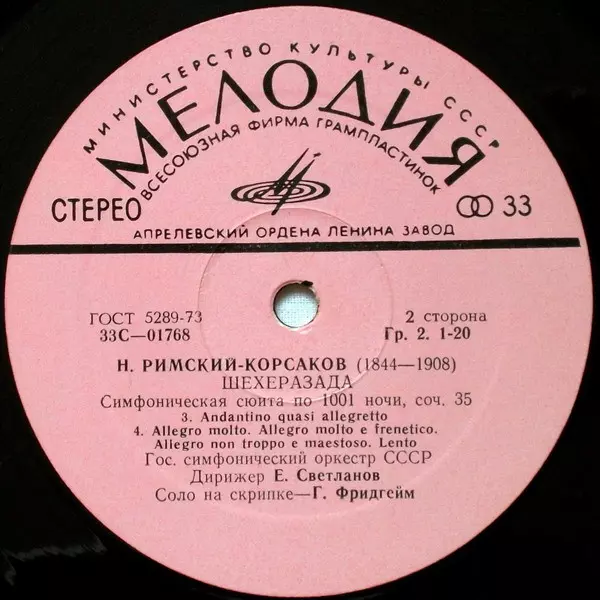 МИНИСТЕРСТВО КУЛЬТУРЫ СССР
МЕЛОДИЯ
ВСЕСОЮЗНАЯ ФИРМА ГРАМПЛАСТИНОК
СТЕРЕО
33
АПРЕЛЕВСКИЙ ОРДЕНА ЛЕНИНА ЗАВОД
ГОСТ 5289-73
2 сторона
33С—01768
Гр. 2. 1-20
Н. РИМСКИЙ-КОРСАКОВ (1844—1908)
ШЕХЕРАЗАДА
Симфоническая сюита по 1001 ночи, соч. 35
3. Andantino quasi allegretto
4. Allegro molto. Allegro molto e frenetico.
Allegro non troppo e maestoso. Lento
Гос. симфонический оркестр СССР
Дирижер Е. Светланов
Соло на скрипке—Г. Фридгейм